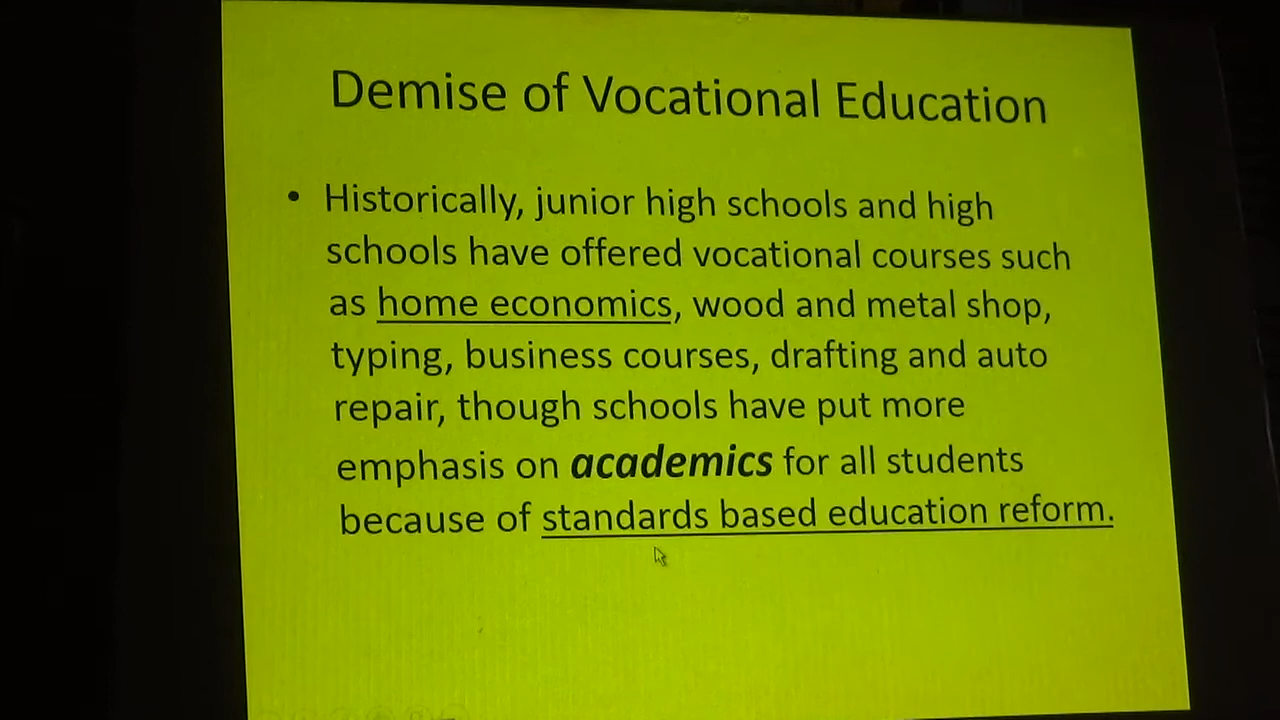 Demise of Vocational Education
• Historically, junior high schools and high
schools have offered vocational courses such
as home economics, wood and metal shop,
typing, business courses, drafting and auto
repair, though schools have put more
emphasis on academics for all students
because of standards based education reform.